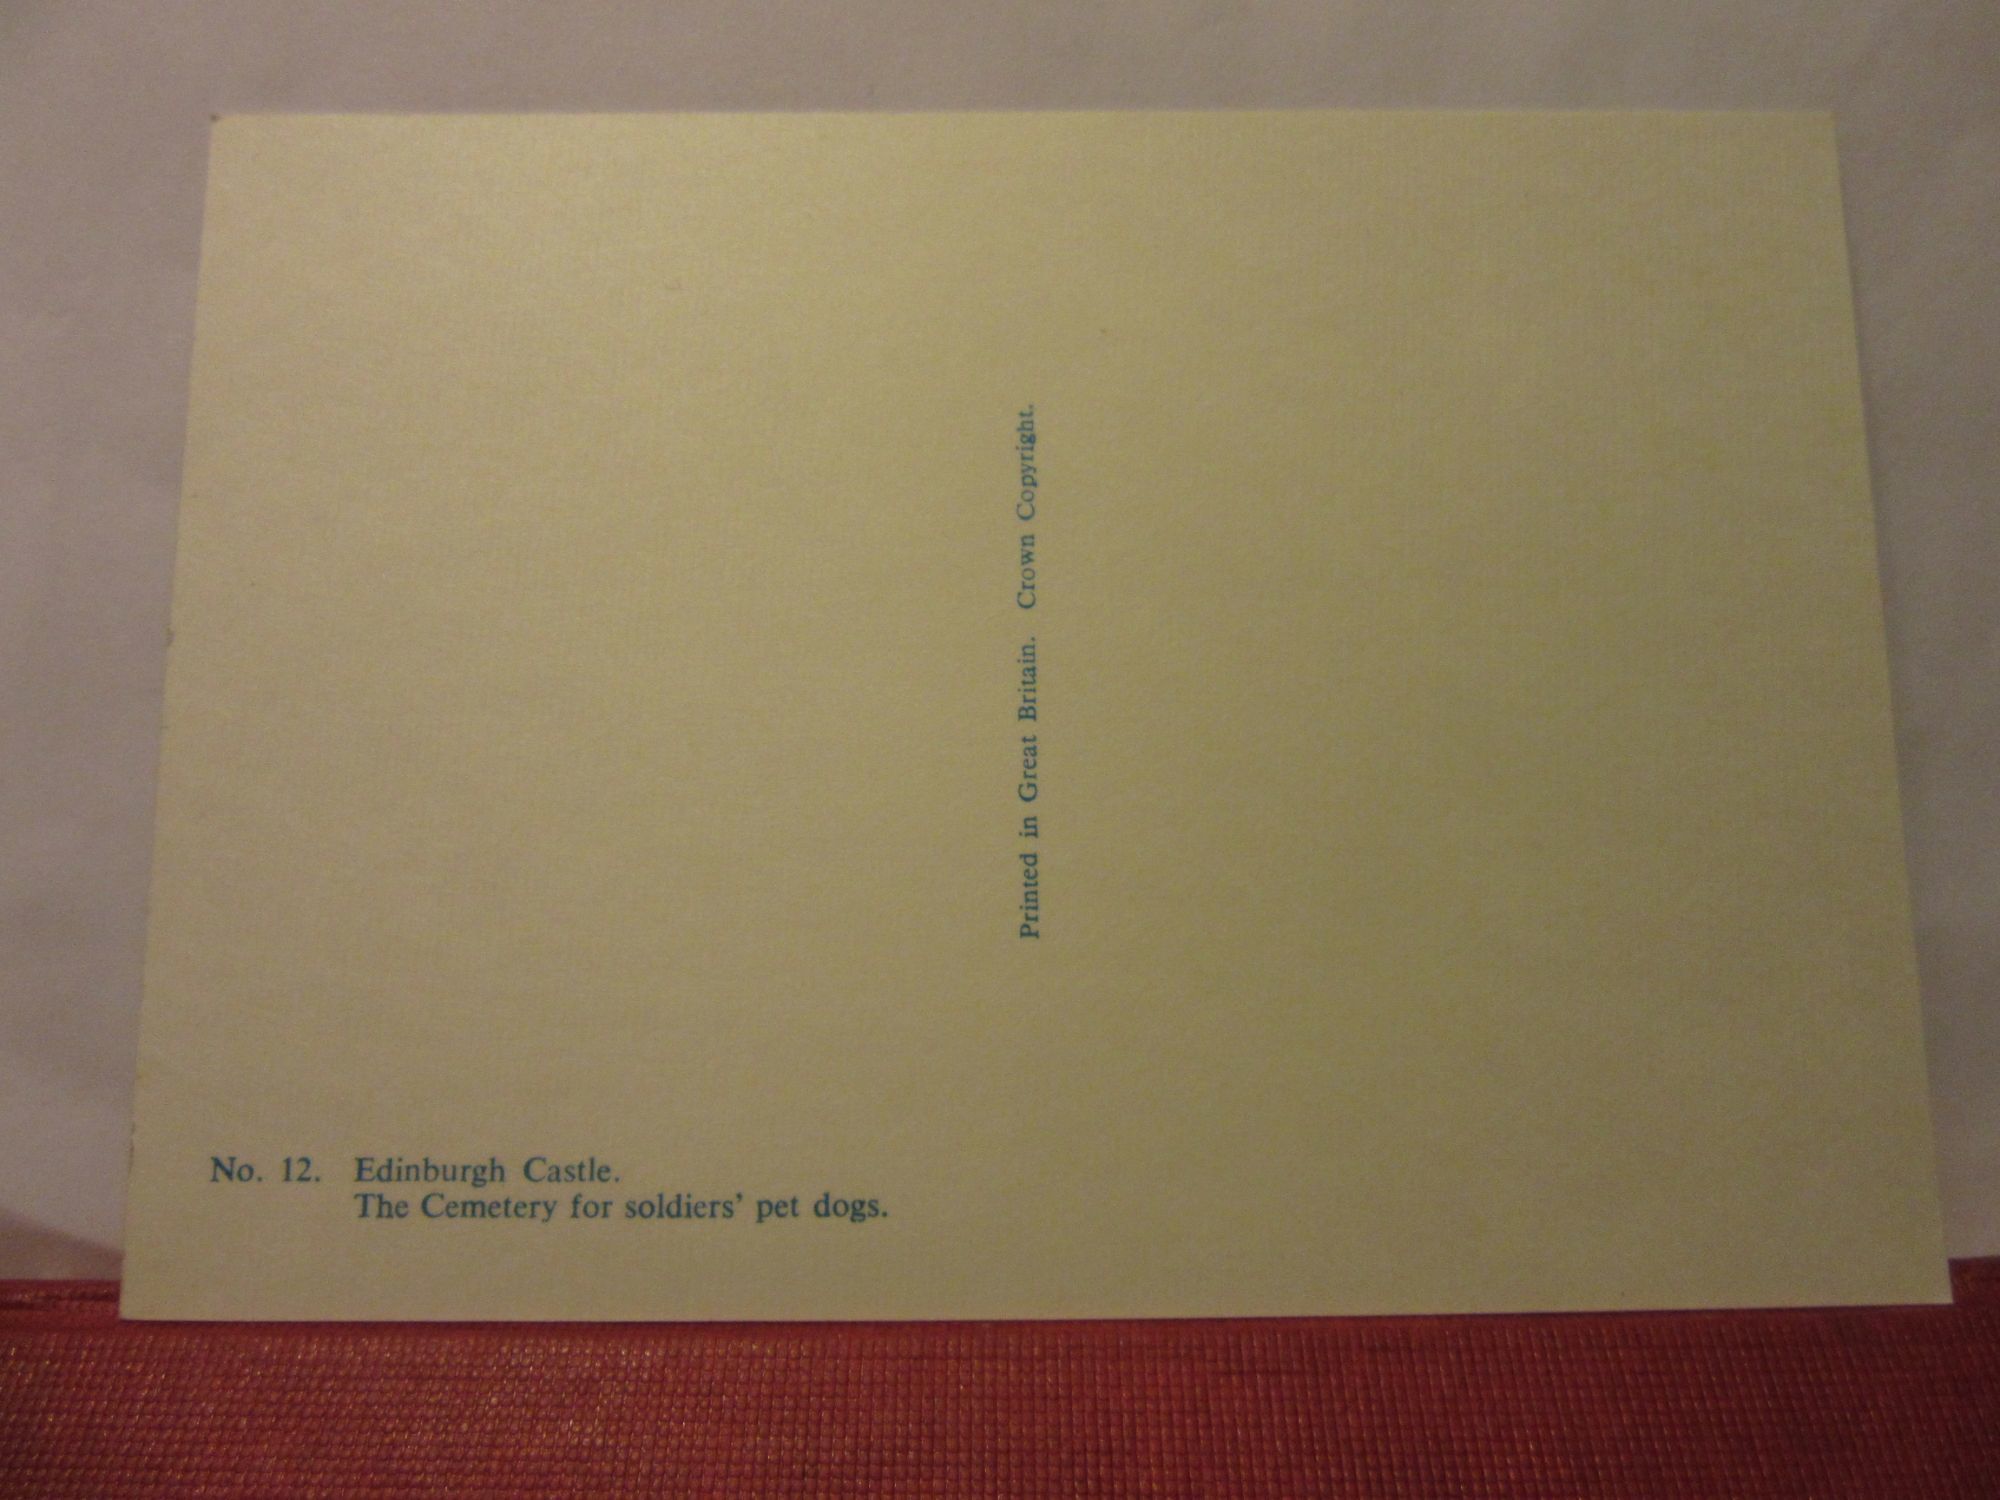 Printed in Great Britain. Crown Copyright.
No. 12. Edinburgh Castle.
The Cemetery for soldiers' pet dogs.